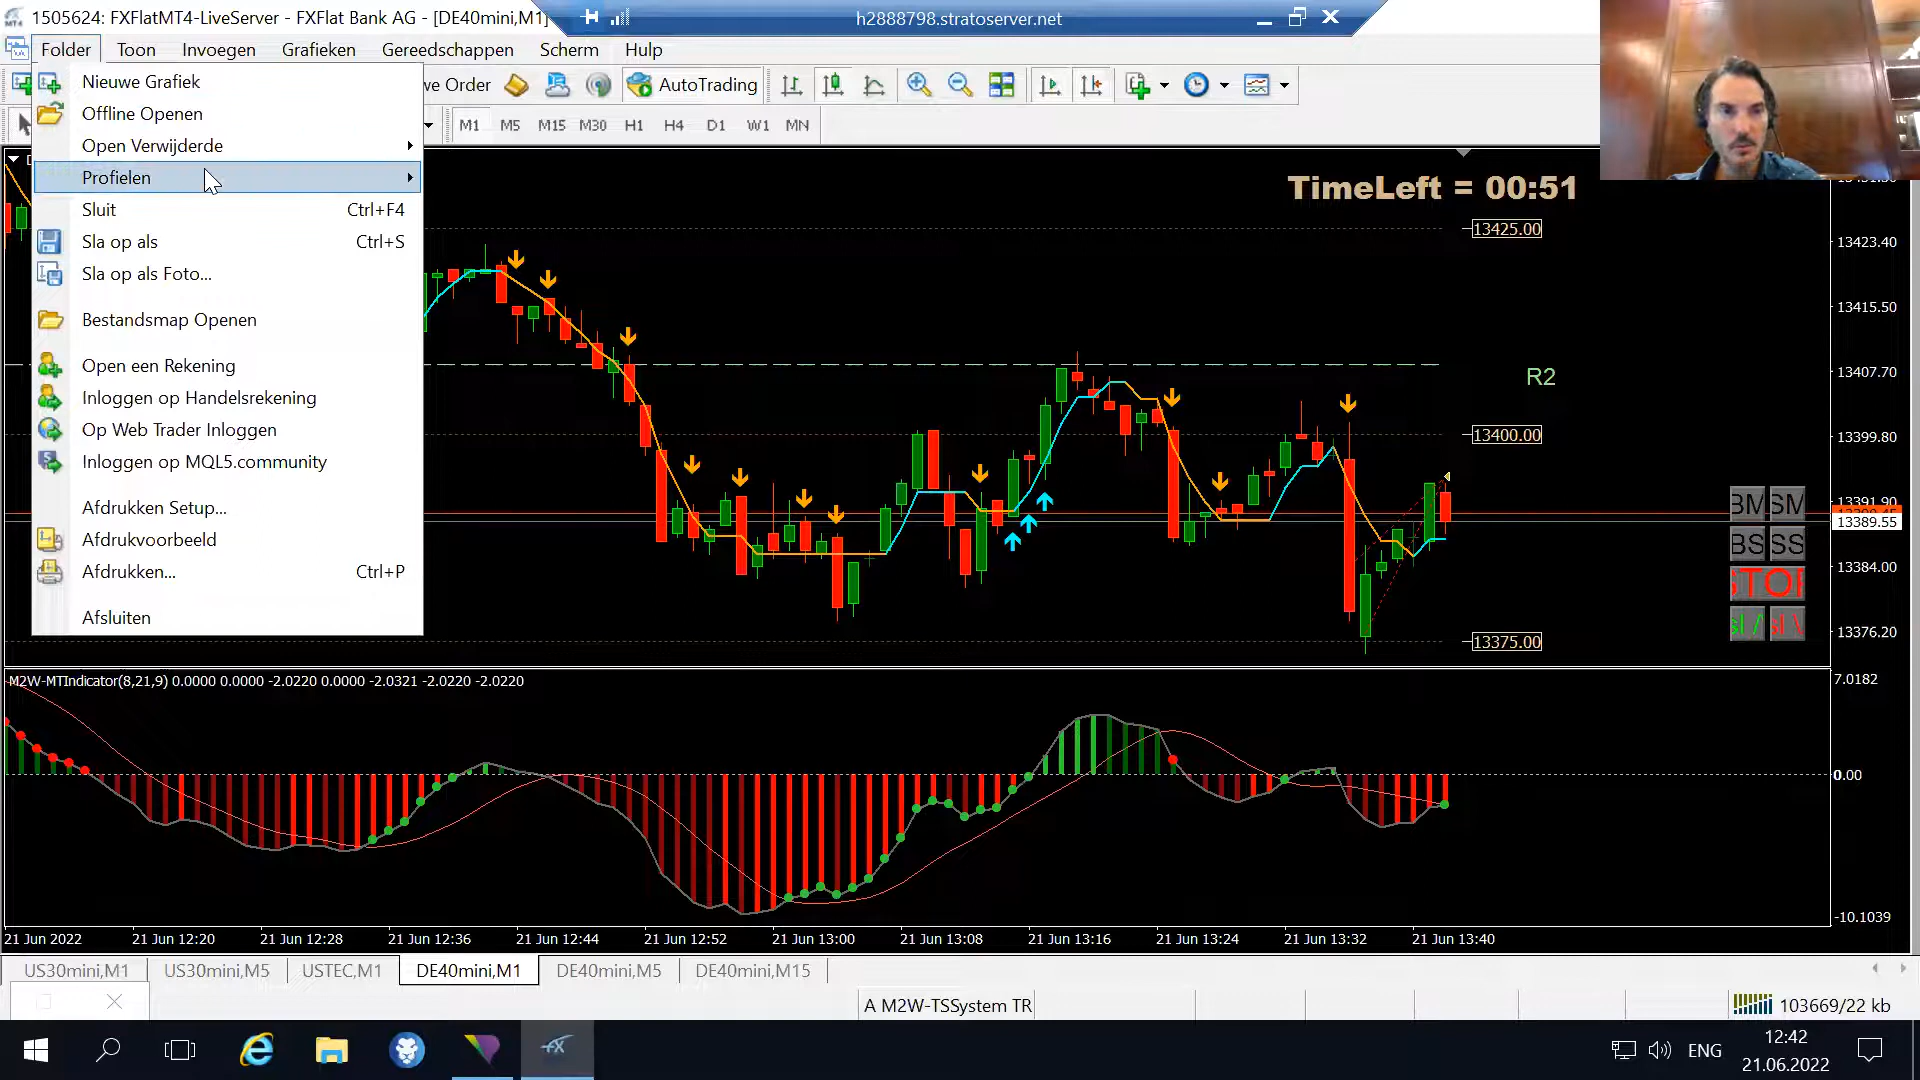 1505624: FXFlatMT4-LiveServer - FXFlat Bank AG - [DE40mini,M1]
h2888798.stratoserver.net
Folder Toon Invoegen Grafieken Gereedschappen Scherm Hulp
we Order AutoTrading
M1 M5 M15 M30 H1 H4 D1 W1 MN
Nieuwe Grafiek
Offline Openen
Open Verwijderde
Profielen
Sluit Ctrl+F4
Sla op als Ctrl+S
Sla op als Foto...
Bestandsmap Openen
Open een Rekening
Inloggen op Handelsrekening
Op Web Trader Inloggen
Inloggen op MQL5.community
Afdrukken Setup...
Afdrukvoorbeeld
Afdrukken... Ctrl+P
Afsluiten
TimeLeft = 00:51
13425.00
R2
13400.00
13375.00
13423.40
13415.50
13407.70
13399.80
13391.90
13389.55
13384.00
13376.20
BM SM
BS SS
STOP
sl /
sl \
M2W-MTIndicator(8,21,9) 0.0000 0.0000 -2.0220 0.0000 -2.0321 -2.0220 -2.0220
7.0182
0.00
-10.1039
21 Jun 2022 21 Jun 12:20 21 Jun 12:28 21 Jun 12:36 21 Jun 12:44 21 Jun 12:52 21 Jun 13:00 21 Jun 13:08 21 Jun 13:16 21 Jun 13:24 21 Jun 13:32 21 Jun 13:40
US30mini,M1 US30mini,M5 USTEC,M1 DE40mini,M1 DE40mini,M5 DE40mini,M15
A M2W-TSSystem TR
103669/22 kb
ENG
12:42
21.06.2022